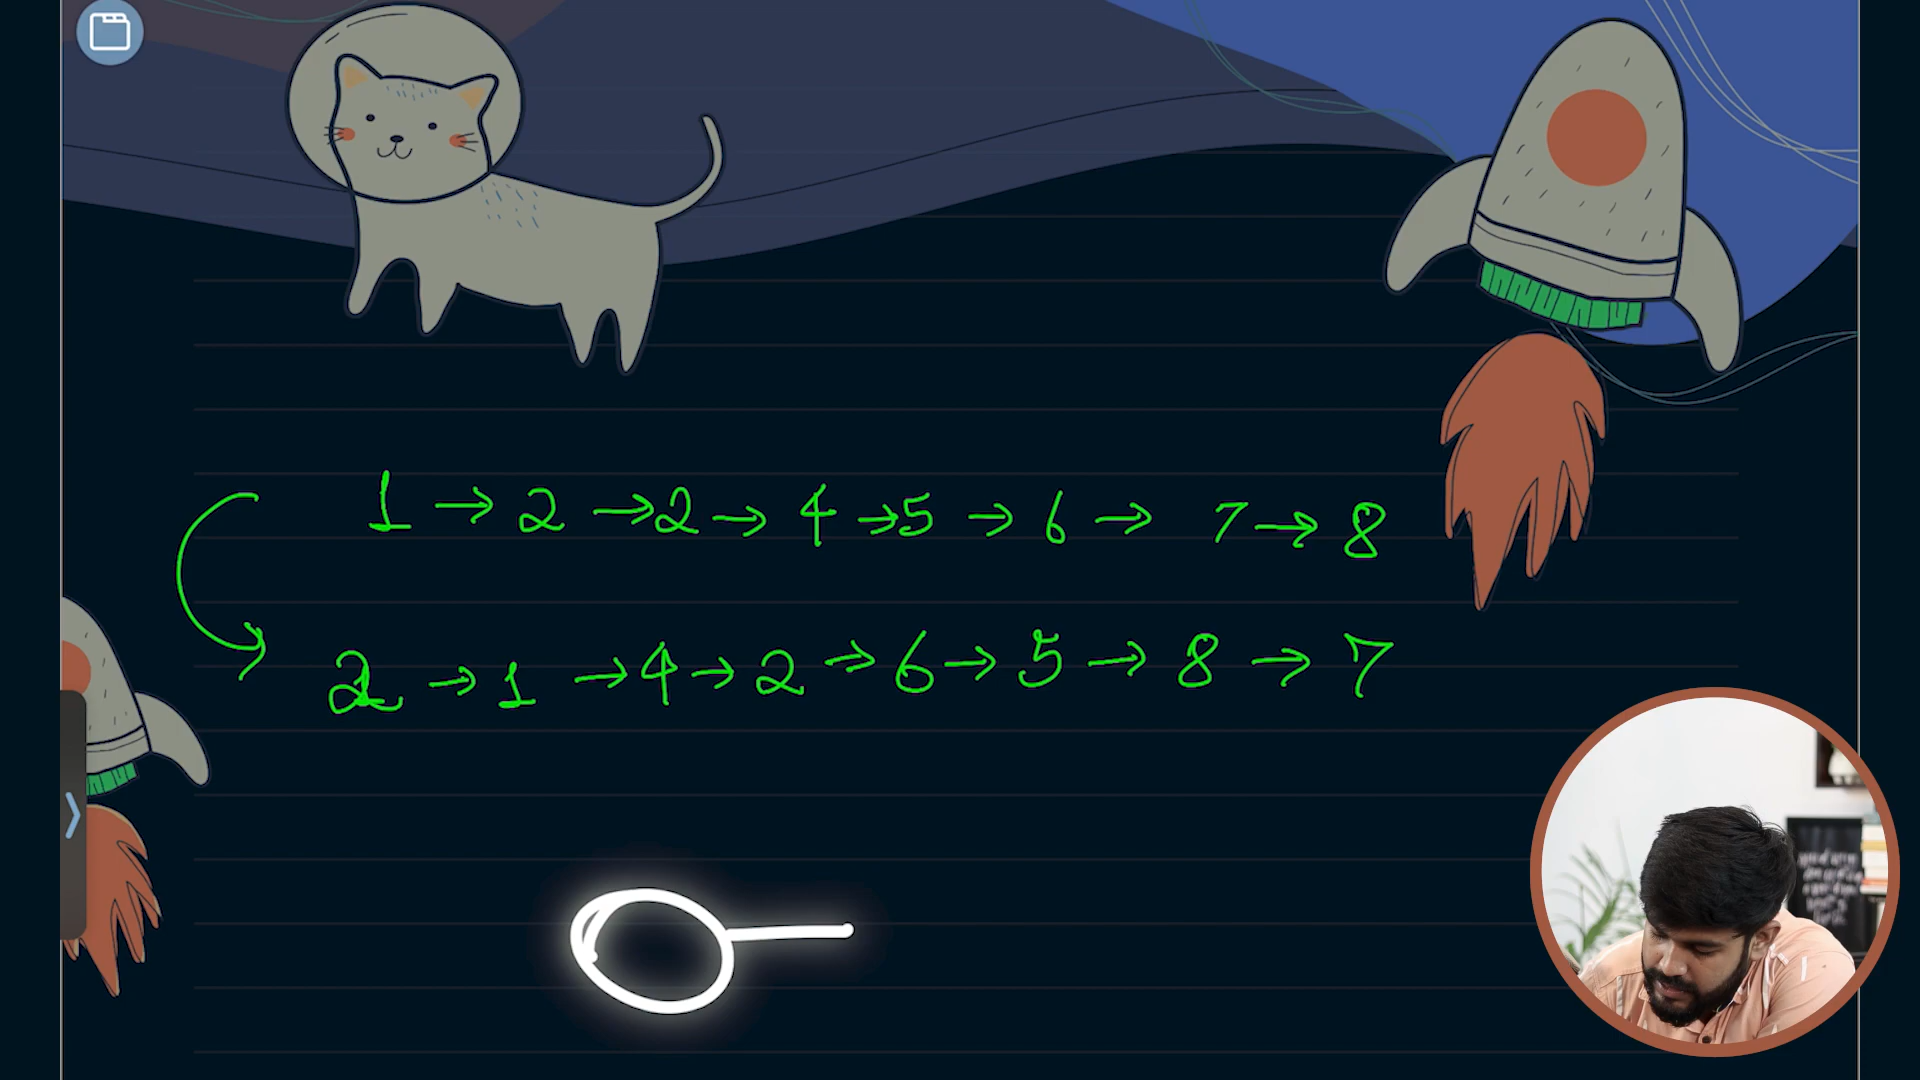 1 → 2 → 2 → 4 → 5 → 6 → 7 → 8
2 → 1 → 4 → 2 → 6 → 5 → 8 → 7